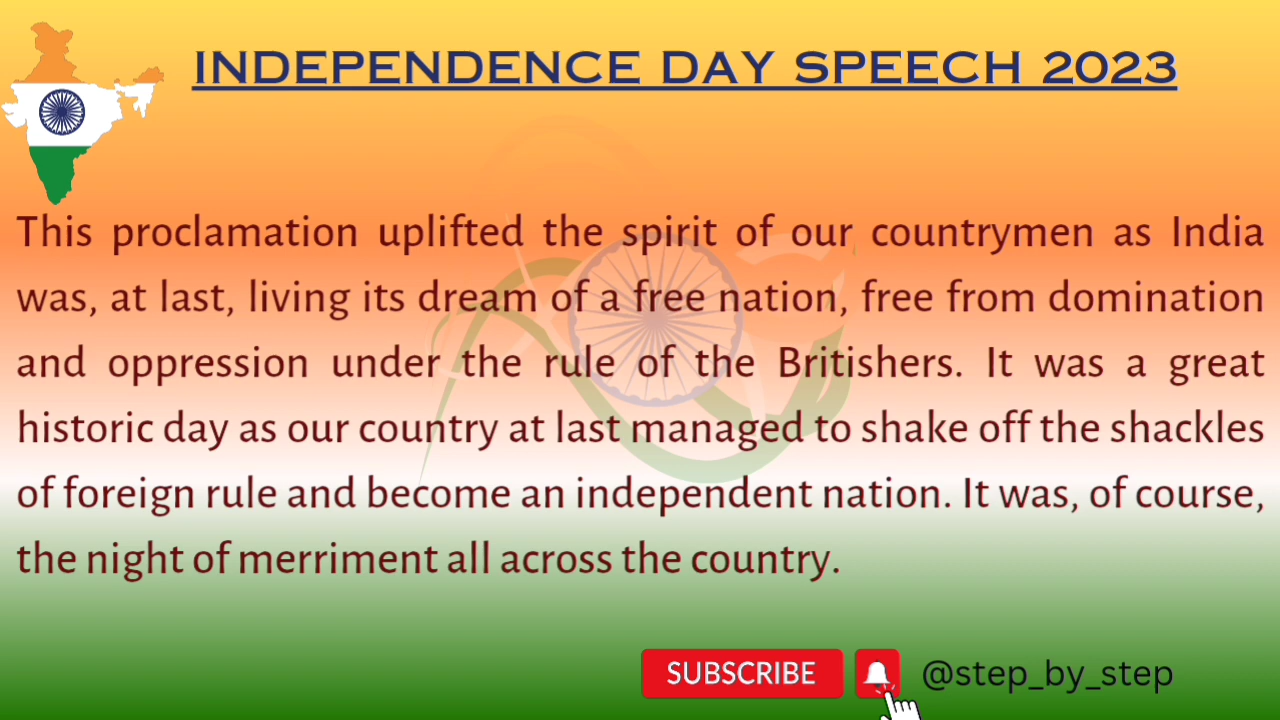 INDEPENDENCE DAY SPEECH 2023
This proclamation uplifted the spirit of our countrymen as India
was, at last, living its dream of a free nation, free from domination
and oppression under the rule of the Britishers. It was a great
historic day as our country at last managed to shake off the shackles
of foreign rule and become an independent nation. It was, of course,
the night of merriment all across the country.
SUBSCRIBE
@step_by_step